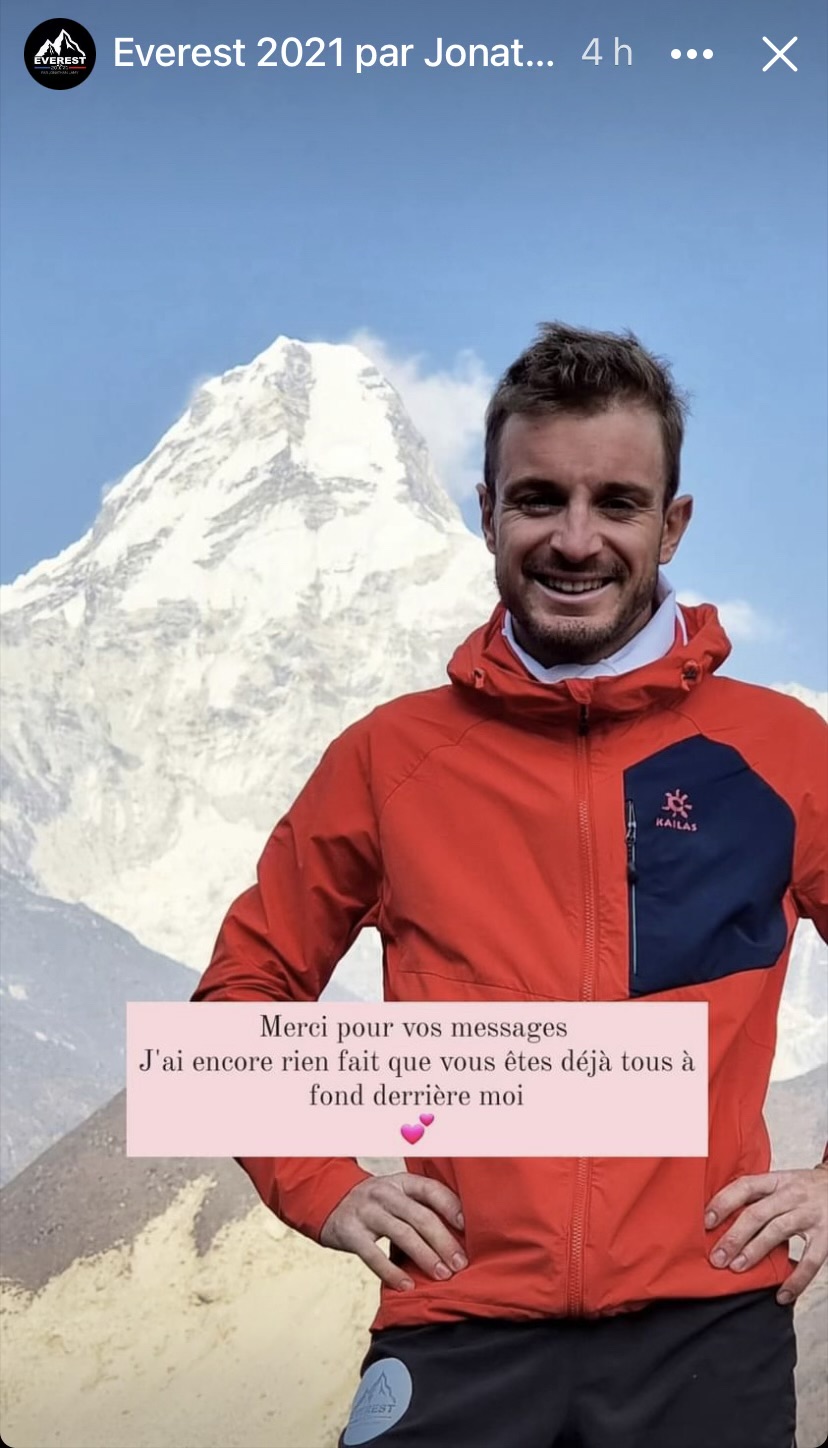 EVEREST
Everest 2021 par Jonat... 4 h
KAILAS
Merci pour vos messages
J'ai encore rien fait que vous êtes déjà tous à
fond derrière moi
EVEREST